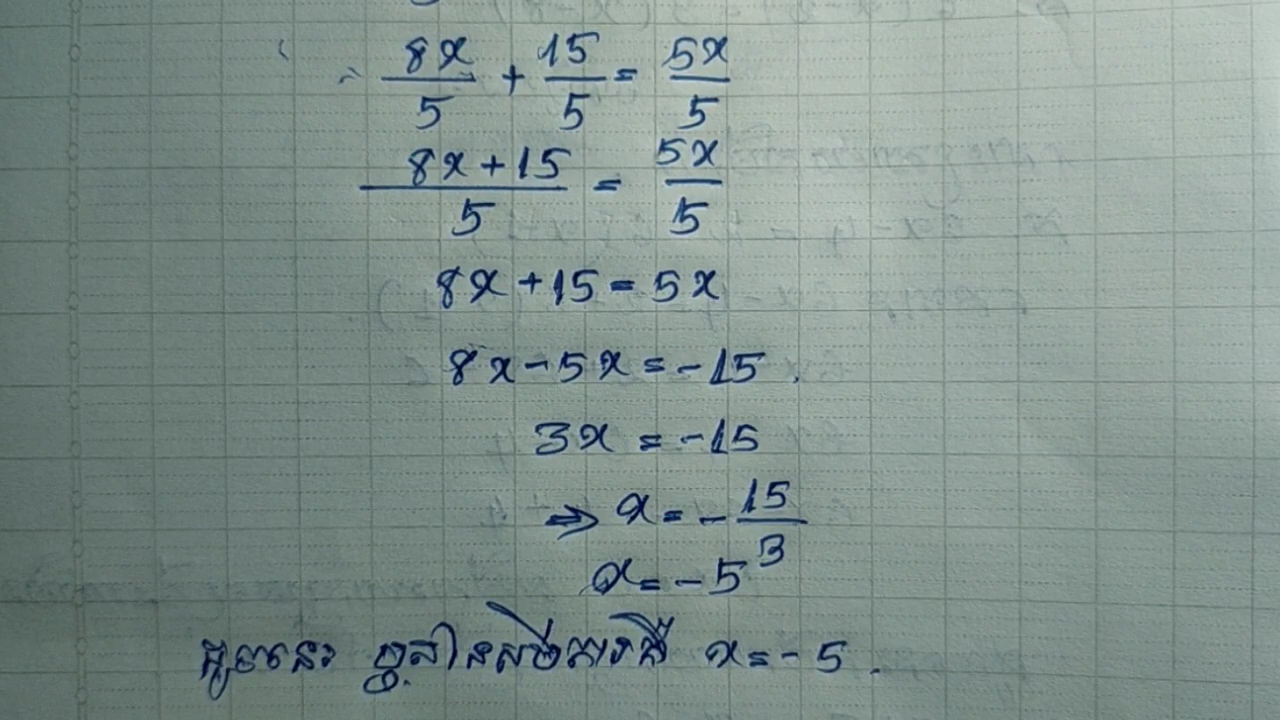 8x/5 + 15/5 = 5x/5
(8x+15)/5 = 5x/5
8x+15 = 5x
8x-5x = -15.
3x = -15
⇒ x = -15/3
x = -5
ដូចនេះ ឫសនៃសមីការគឺ x = -5.